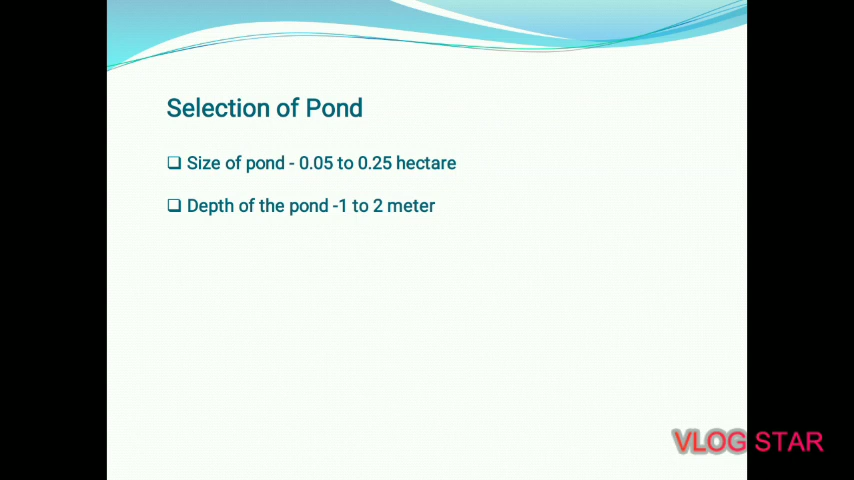 Selection of Pond
❑ Size of pond - 0.05 to 0.25 hectare
❑ Depth of the pond -1 to 2 meter
VLOG STAR